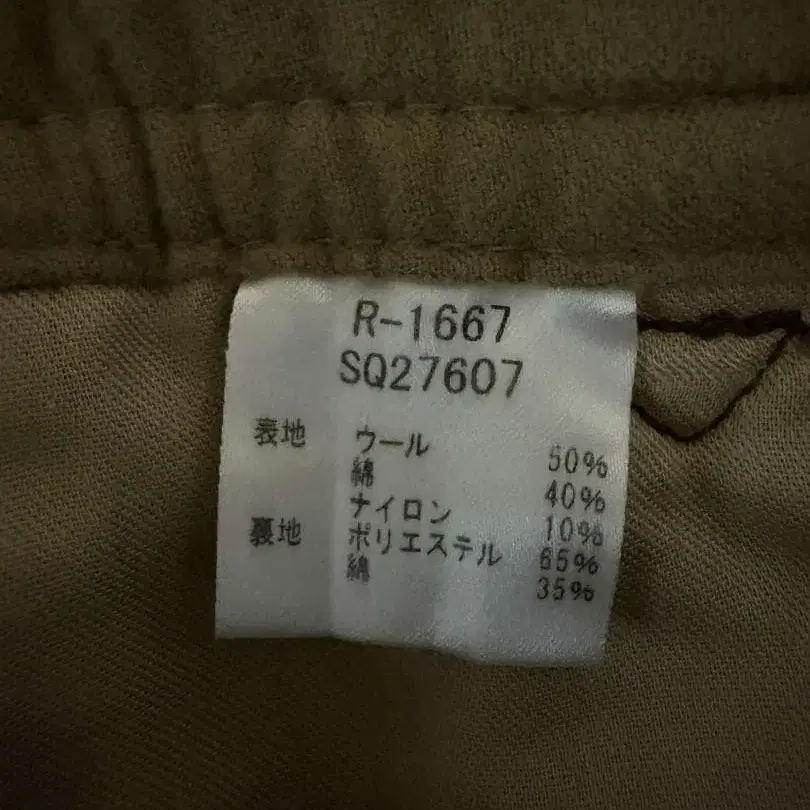 R-1667
SQ27607
表地 ウール 50%
綿 40%
ナイロン 10%
裏地 ポリエステル 65%
綿 35%